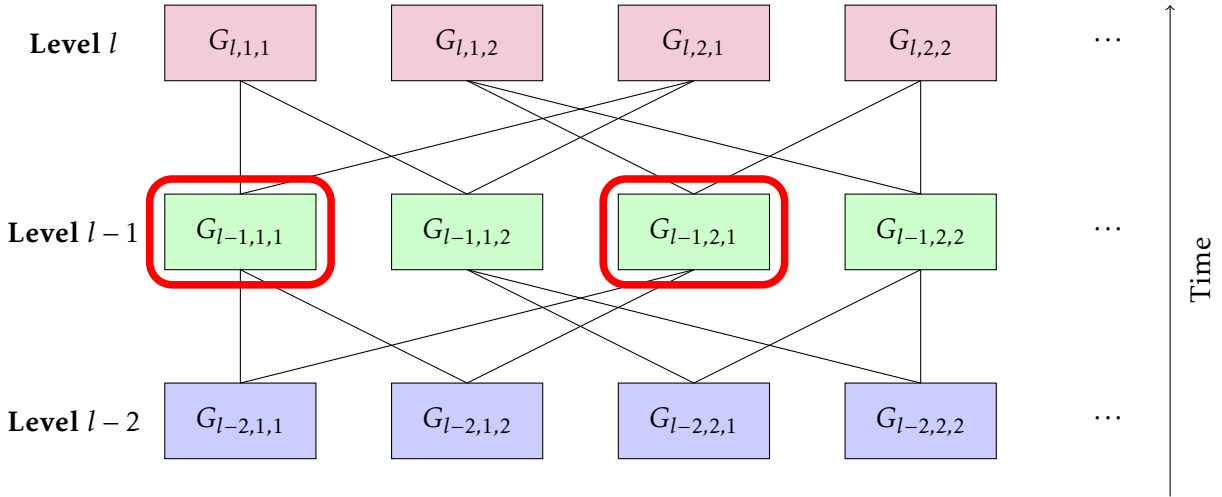 Level l G_{l,1,1} G_{l,1,2} G_{l,2,1} G_{l,2,2} ···
Level l − 1 G_{l−1,1,1} G_{l−1,1,2} G_{l−1,2,1} G_{l−1,2,2} ···
Level l − 2 G_{l−2,1,1} G_{l−2,1,2} G_{l−2,2,1} G_{l−2,2,2} ···
Time